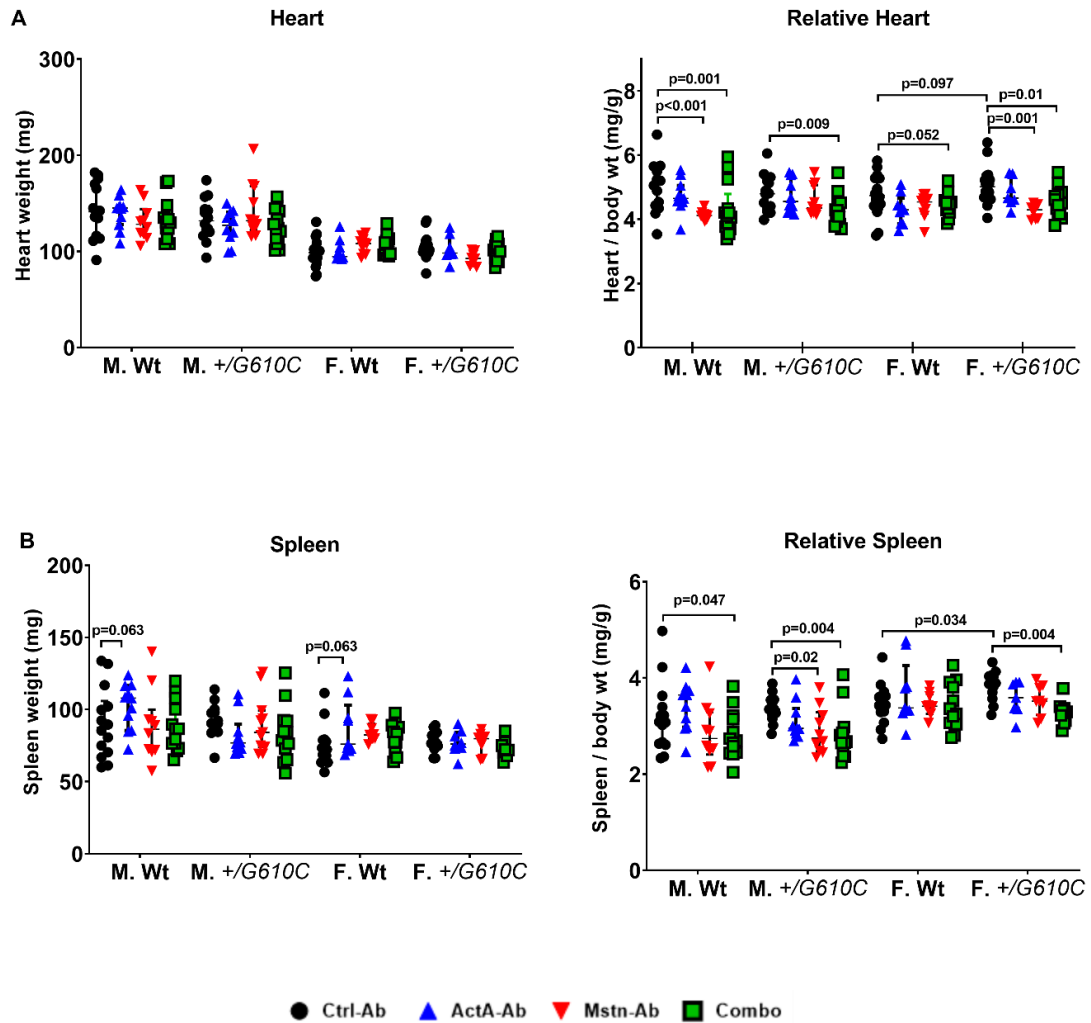 A
Heart
Relative Heart
Heart weight (mg)
300
200
100
0
M. Wt M. +/G610C F. Wt F. +/G610C
Heart / body wt (mg/g)
8
6
4
2
0
p=0.001
p<0.001
p=0.009
p=0.097
p=0.052
p=0.01
p=0.001
M. Wt M. +/G610C F. Wt F. +/G610C
B
Spleen
Relative Spleen
Spleen weight (mg)
200
150
100
50
0
p=0.063
p=0.063
M. Wt M. +/G610C F. Wt F. +/G610C
Spleen / body wt (mg/g)
6
4
2
0
p=0.047
p=0.004
p=0.02
p=0.034
p=0.004
M. Wt M. +/G610C F. Wt F. +/G610C
Ctrl-Ab ActA-Ab Mstn-Ab Combo